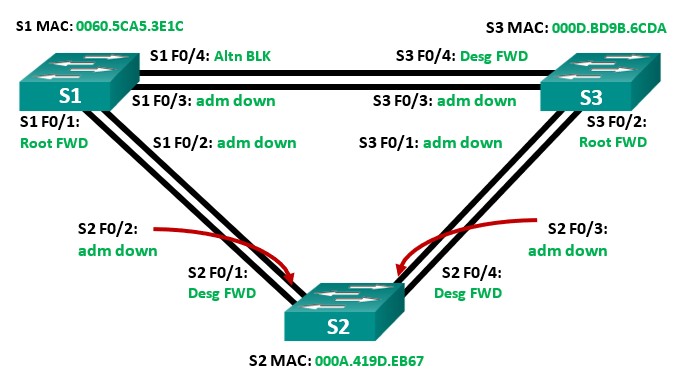 S1 MAC: 0060.5CA5.3E1C
S3 MAC: 000D.BD9B.6CDA
S1 F0/4: Altn BLK
S3 F0/4: Desg FWD
S1
S1 F0/3: adm down
S3 F0/3: adm down
S3
S1 F0/1:
Root FWD
S1 F0/2: adm down
S3 F0/1: adm down
S3 F0/2:
Root FWD
S2 F0/2:
adm down
S2 F0/3:
adm down
S2 F0/1:
Desg FWD
S2 F0/4:
Desg FWD
S2
S2 MAC: 000A.419D.EB67